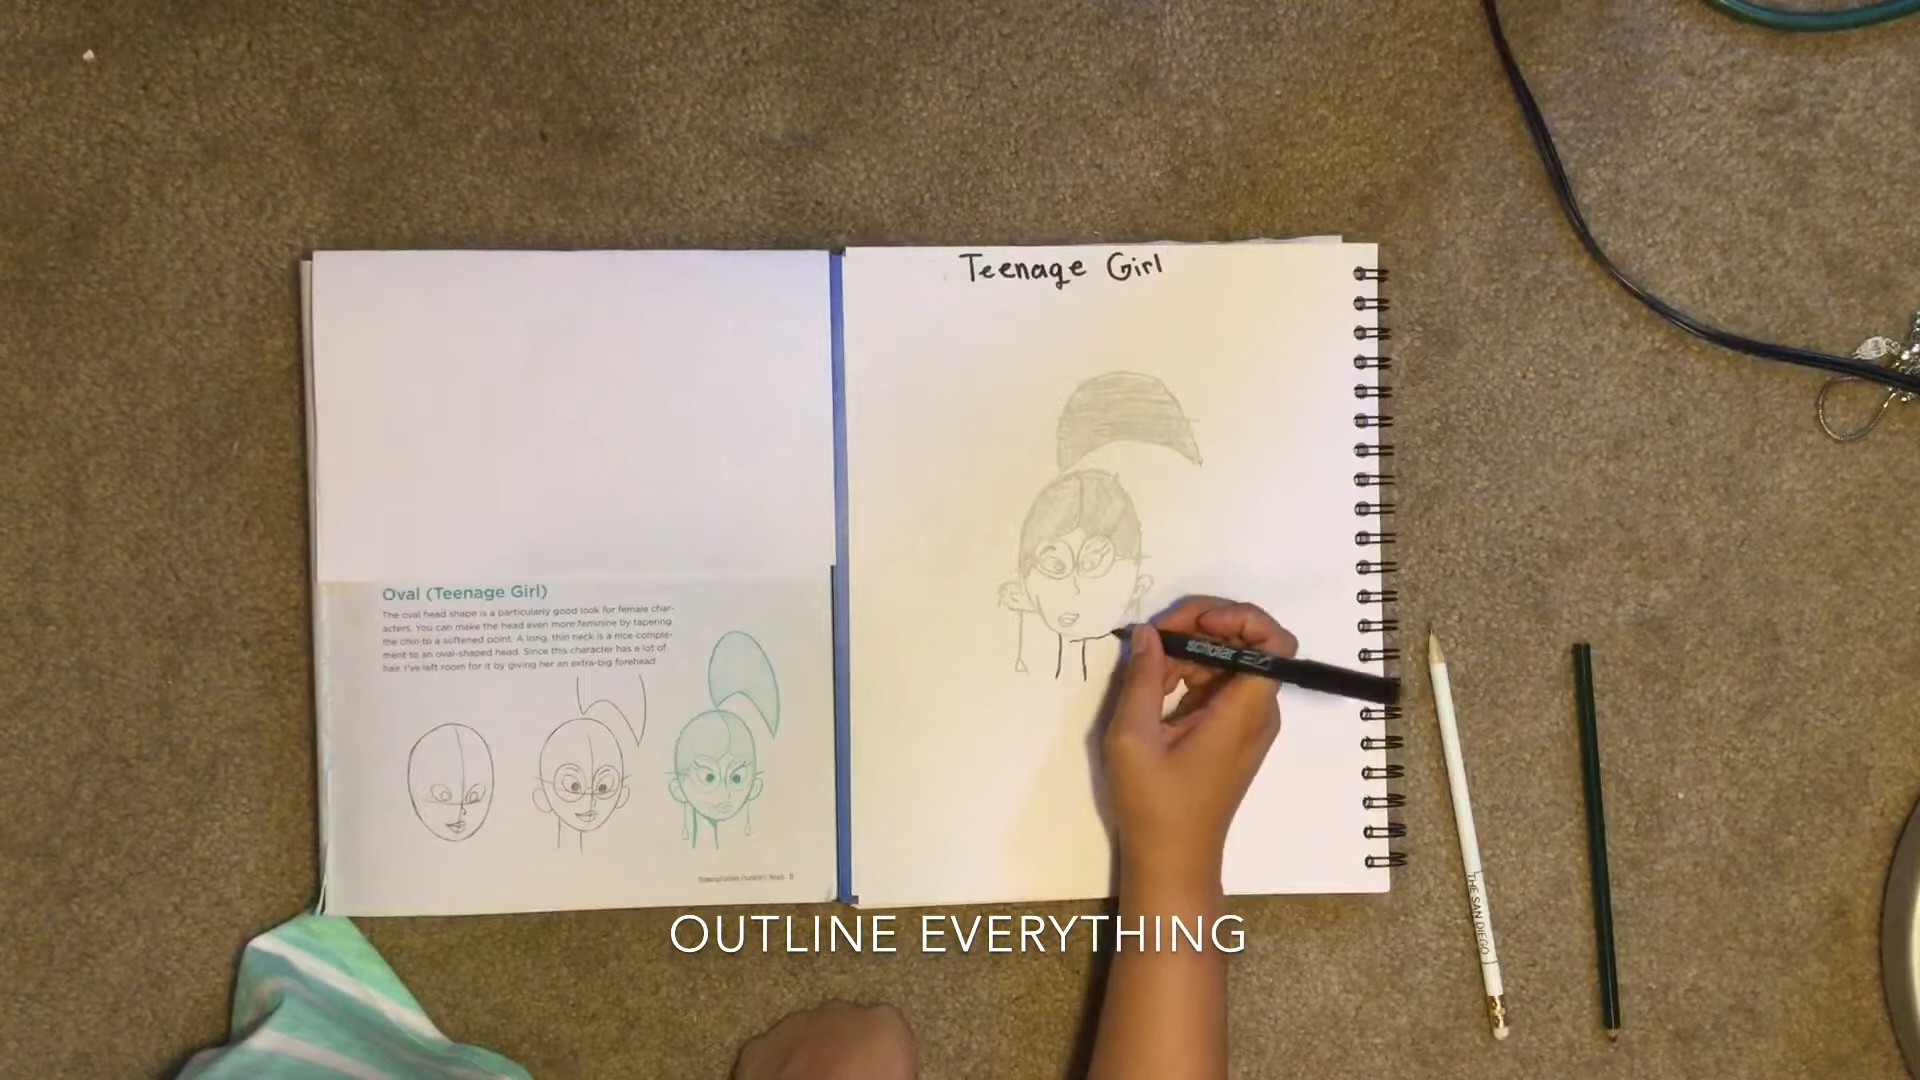 Teenage Girl
Oval (Teenage Girl)
The oval head shape is a particularly good look for female char-
acters. You can make the head even more feminine by tapering
the chin to a softened point. A long, thin neck is a nice comple-
ment to an oval-shaped head. Since this character has a lot of
hair I've left room for it by giving her an extra-big forehead
scholar
THE SAN DIEGO
OUTLINE EVERYTHING